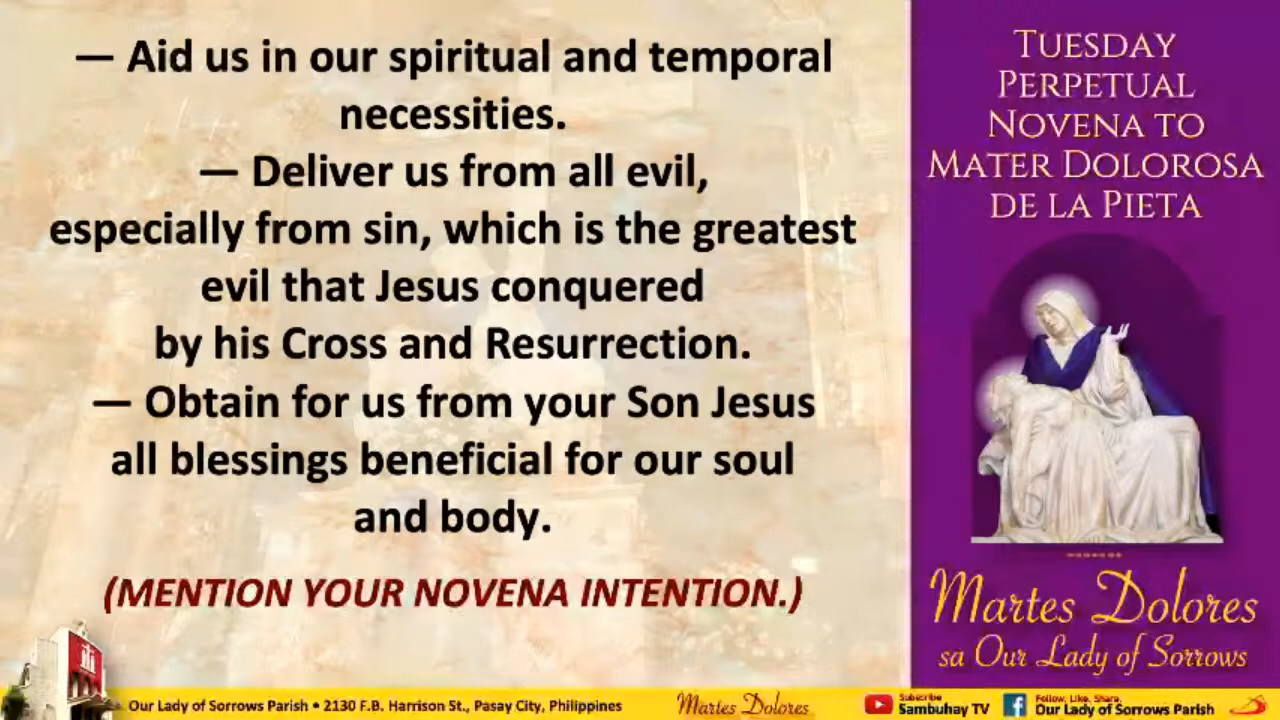 — Aid us in our spiritual and temporal
necessities.
— Deliver us from all evil,
especially from sin, which is the greatest
evil that Jesus conquered
by his Cross and Resurrection.
— Obtain for us from your Son Jesus
all blessings beneficial for our soul
and body.
(MENTION YOUR NOVENA INTENTION.)
TUESDAY
PERPETUAL
NOVENA TO
MATER DOLOROSA
DE LA PIETA
Martes Dolores
sa Our Lady of Sorrows
Our Lady of Sorrows Parish • 2130 F.B. Harrison St., Pasay City, Philippines
Martes Dolores
Subscribe
Sambuhay TV
Follow, Like, Share,
Our Lady of Sorrows Parish